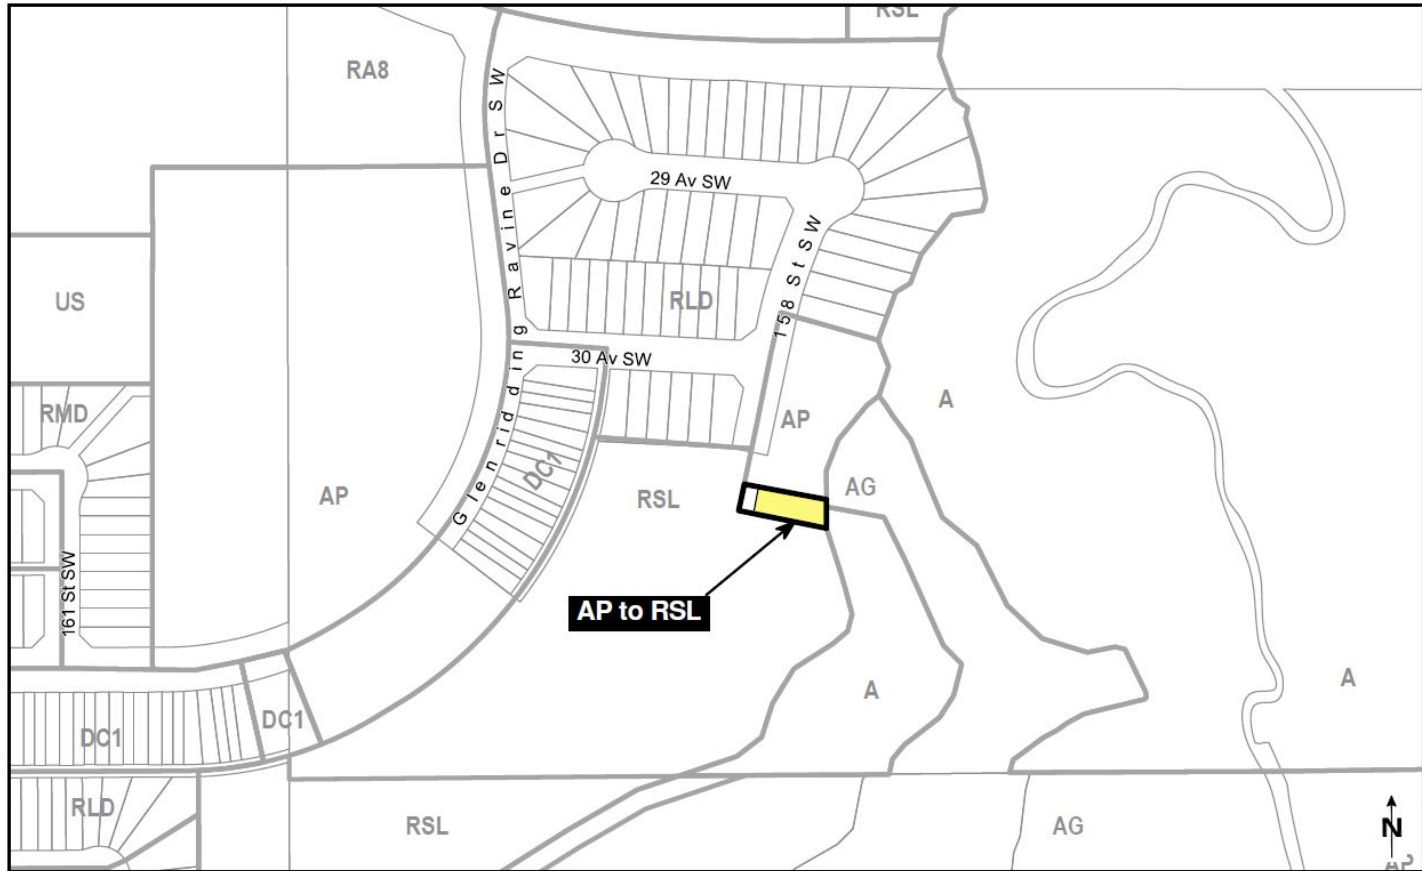 RSL
RA8
29 Av SW
Glenridding Ravine Dr SW
158 St SW
US
RLD
30 Av SW
RMD
A
AP
DC1
AP
RSL
AG
161 St SW
AP to RSL
A
A
DC1
DC1
RLD
RSL
AG
N
AP